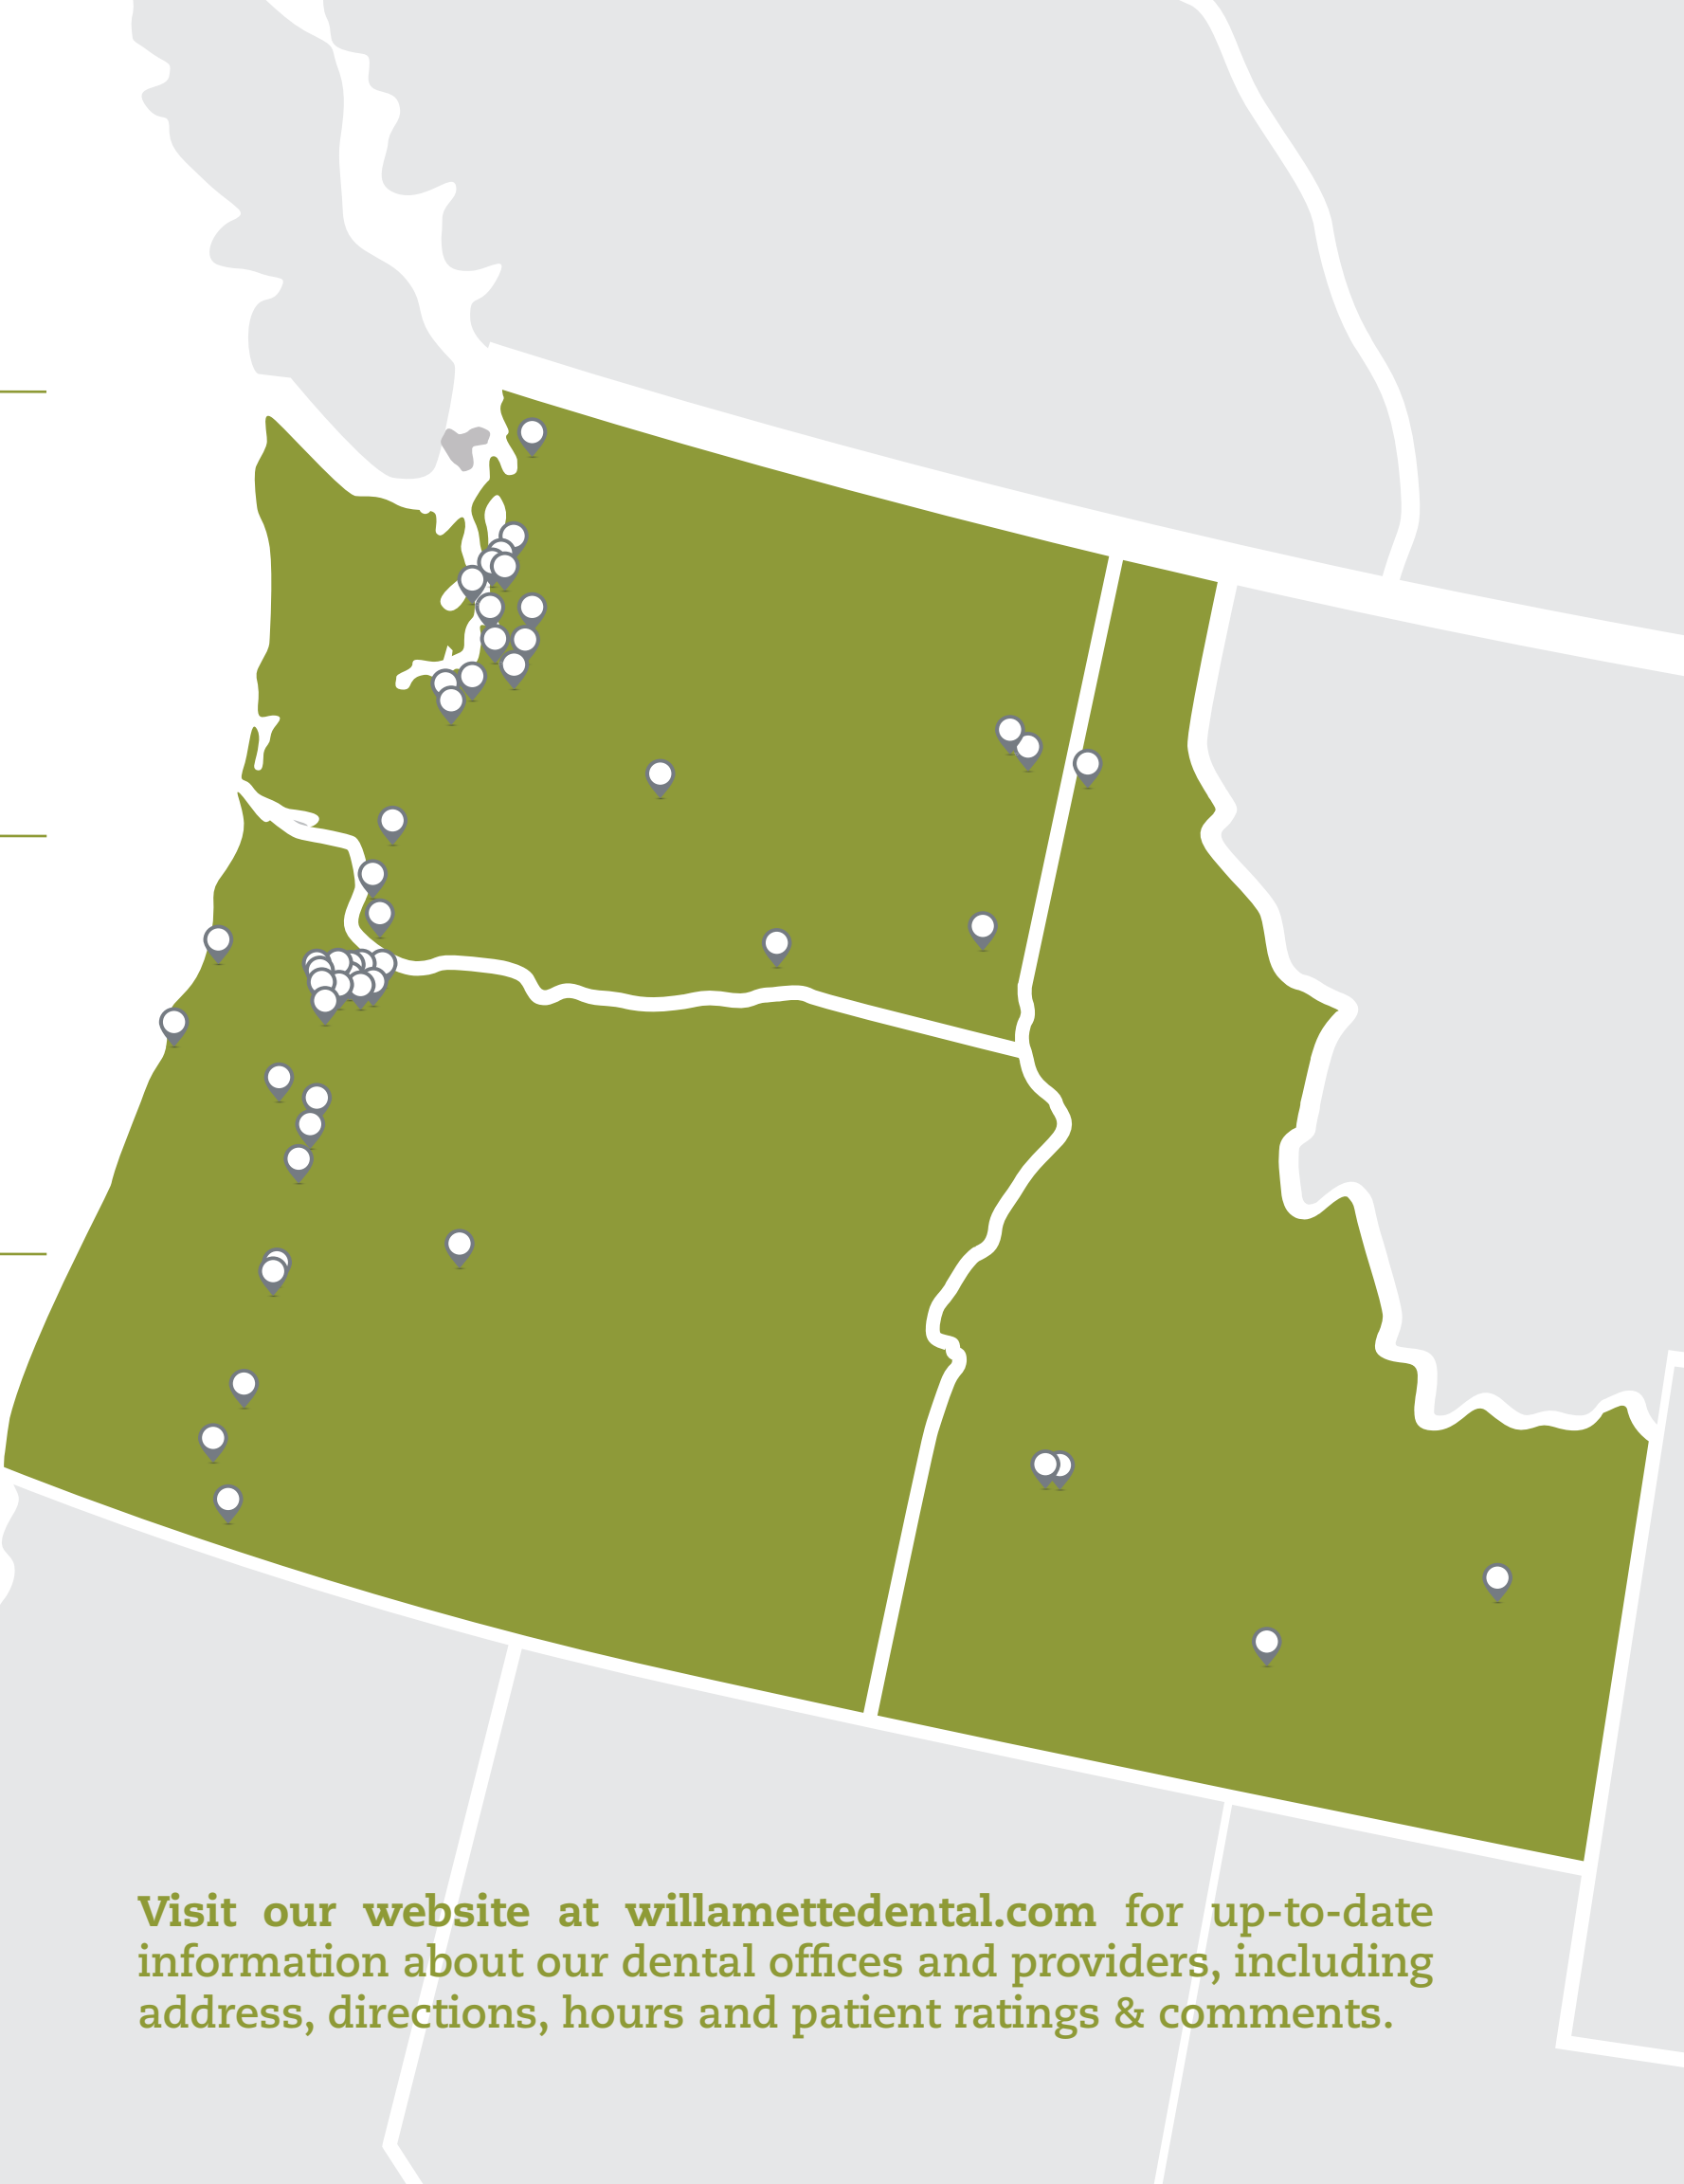 Visit our website at willamettedental.com for up-to-date
information about our dental offices and providers, including
address, directions, hours and patient ratings & comments.